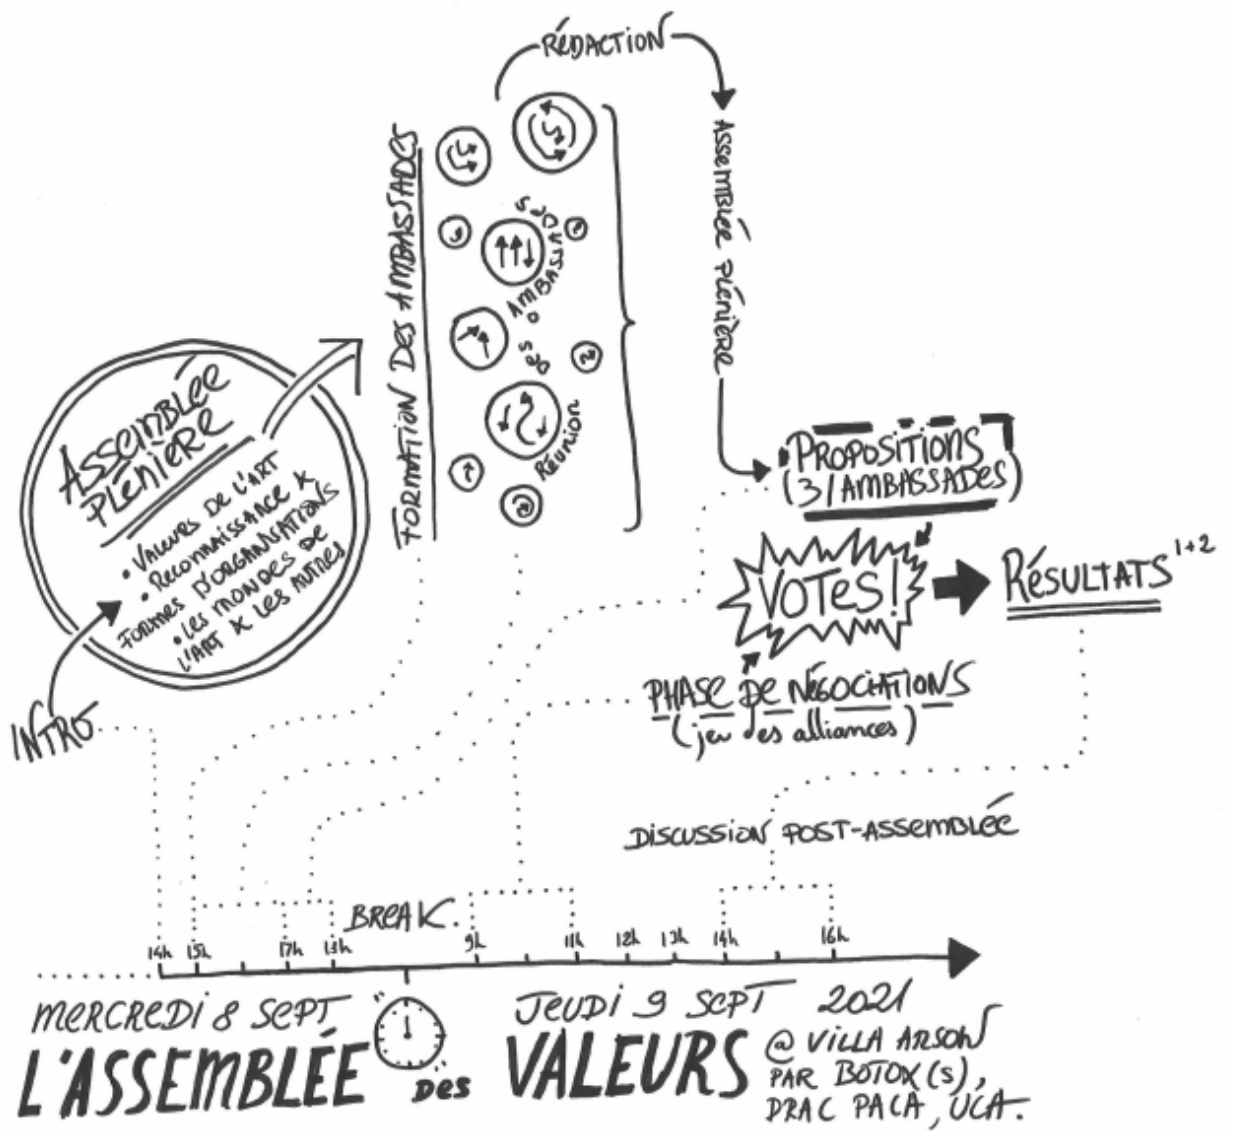 RÉDACTION
ASSEMBLÉE PLÉNIÈRE
FORMATION DES AMBASSADES
RÉUNION
DES
AMBASSADORS
ASSEMBLÉE
PLÉNIÈRE
• VALEURS DE L'ART
• RECONNAISSANCE &
FORMES D'ORGANISATIONS
• LES MONDES DE
L'ART & LES AUTRES
INTRO
PROPOSITIONS
(3/AMBASSADES)
VOTES!
RÉSULTATS 1+2
PHASE DE NÉGOCIATIONS
(jeu des alliances)
DISCUSSION POST-ASSEMBLÉE
BREAK
14h 15h 17h 9h 11h 12h 13h 14h 16h
MERCREDI 8 SEPT JEUDI 9 SEPT 2021
L'ASSEMBLÉE DES VALEURS
@ VILLA ARSON
PAR BOTOX(S),
DRAC PACA, UCA.